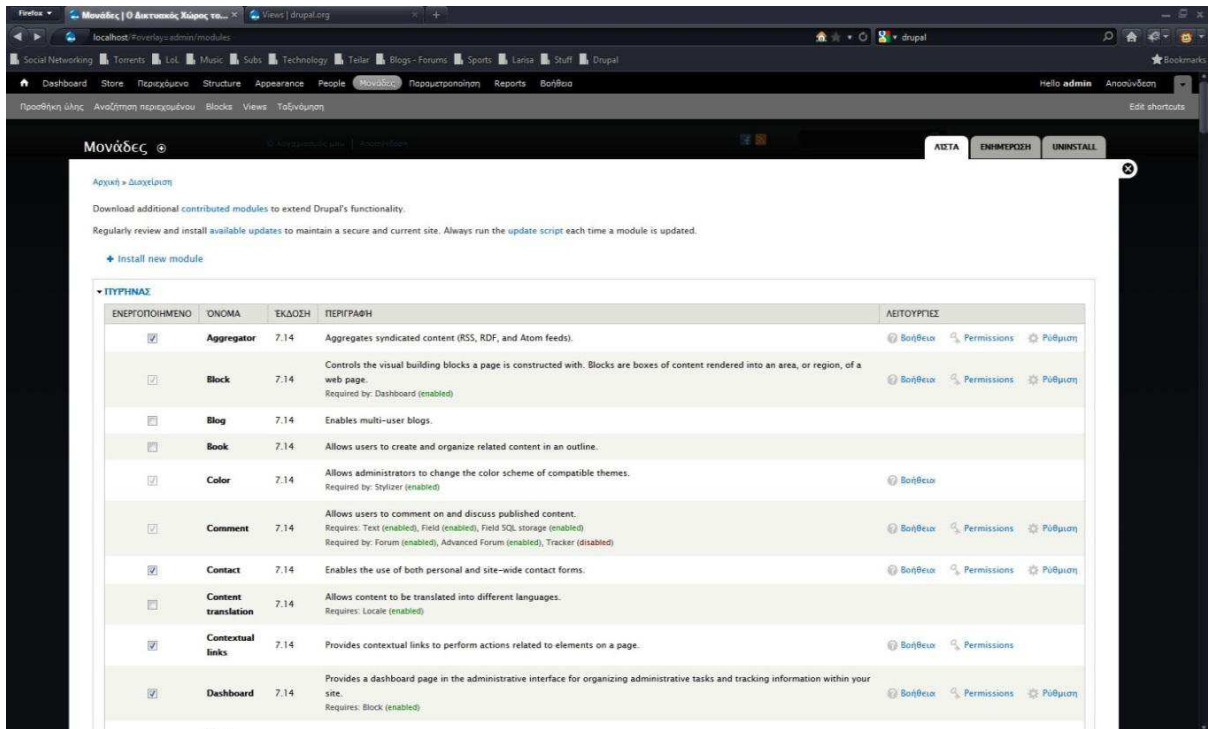 Firefox
Μονάδες | Ο Δικτυακός Χώρος το...
Views | drupal.org
localhost/#overlay=admin/modules
drupal
Social Networking Torrents LoL Music Subs Technology Teilar Blogs - Forums Sports Larisa Stuff Drupal Bookmarks
Dashboard Store Περιεχόμενο Structure Appearance People Μονάδες Παραμετροποίηση Reports Βοήθεια Hello admin Αποσύνδεση
Προσθήκη ύλης Αναζήτηση περιεχομένου Blocks Views Ταξινόμηση Edit shortcuts
Μονάδες
ΛΙΣΤΑ ΕΝΗΜΕΡΩΣΗ UNINSTALL
Αρχική » Διαχείριση
Download additional contributed modules to extend Drupal's functionality.
Regularly review and install available updates to maintain a secure and current site. Always run the update script each time a module is updated.
+ Install new module
ΠΥΡΉΝΑΣ
ΕΝΕΡΓΟΠΟΙΗΜΈΝΟ ΌΝΟΜΑ ΈΚΔΟΣΗ ΠΕΡΙΓΡΑΦΉ ΛΕΙΤΟΥΡΓΊΕΣ
Aggregator 7.14 Aggregates syndicated content (RSS, RDF, and Atom feeds). Βοήθεια Permissions Ρύθμιση
Controls the visual building blocks a page is constructed with. Blocks are boxes of content rendered into an area, or region, of a
Block 7.14 web page. Βοήθεια Permissions Ρύθμιση
Required by: Dashboard (enabled)
Blog 7.14 Enables multi-user blogs.
Book 7.14 Allows users to create and organize related content in an outline.
Color 7.14 Allows administrators to change the color scheme of compatible themes. Βοήθεια
Required by: Stylizer (enabled)
Allows users to comment on and discuss published content.
Comment 7.14 Requires: Text (enabled), Field (enabled), Field SQL storage (enabled) Βοήθεια Permissions Ρύθμιση
Required by: Forum (enabled), Advanced Forum (enabled), Tracker (disabled)
Contact 7.14 Enables the use of both personal and site-wide contact forms. Βοήθεια Permissions Ρύθμιση
Content translation 7.14 Allows content to be translated into different languages.
Requires: Locale (enabled)
Contextual links 7.14 Provides contextual links to perform actions related to elements on a page. Βοήθεια Permissions
Provides a dashboard page in the administrative interface for organizing administrative tasks and tracking information within your
Dashboard 7.14 site. Βοήθεια Permissions Ρύθμιση
Requires: Block (enabled)